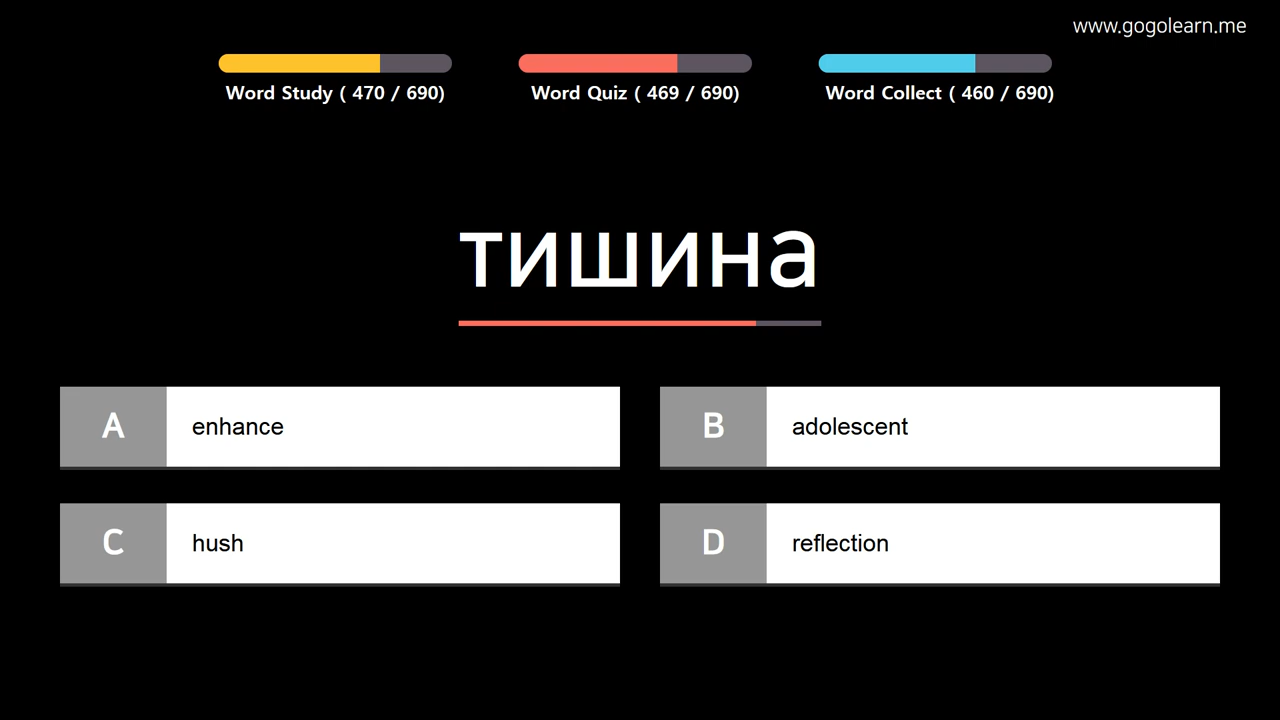 www.gogolearn.me
Word Study ( 470 / 690)
Word Quiz ( 469 / 690)
Word Collect ( 460 / 690)
тишина
A enhance
B adolescent
C hush
D reflection